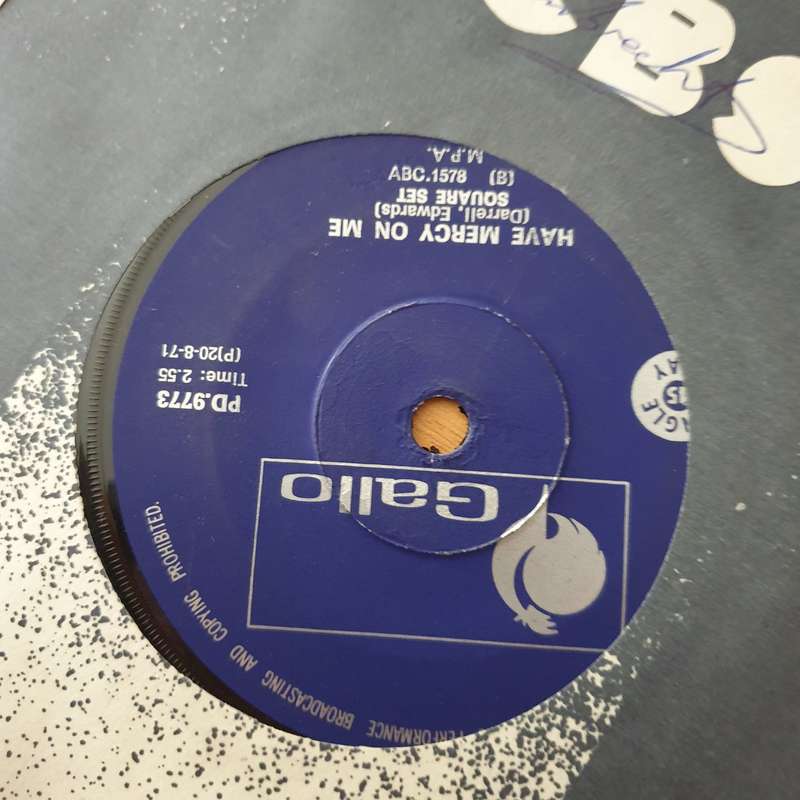 CBS
PERFORMANCE BROADCASTING AND COPYING PROHIBITED.
Gallo
PD.9773
Time: 2.55
(P)20-8-71
HAVE MERCY ON ME
(Darrell, Edwards)
SQUARE SET
ABC.1578 (B)
M.P.A.